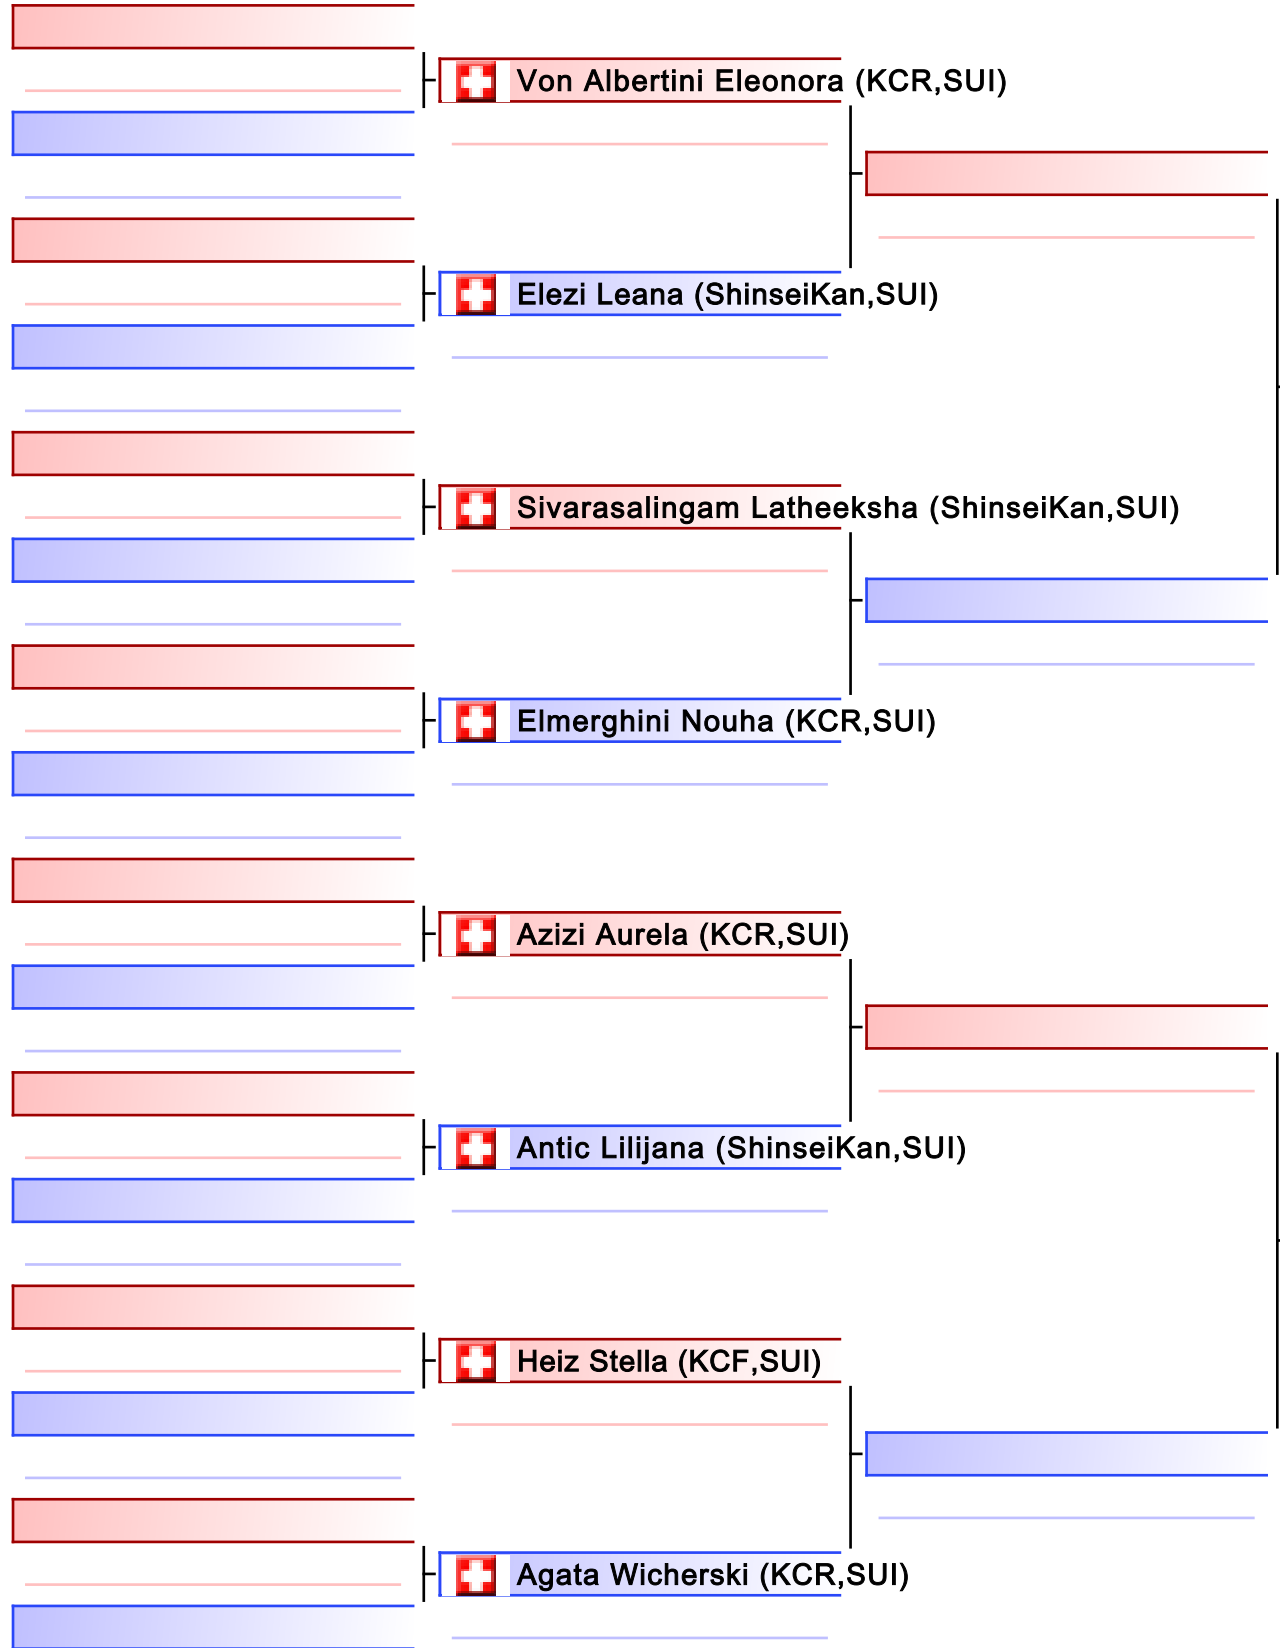 Von Albertini Eleonora (KCR,SUI)
Elezi Leana (ShinseiKan,SUI)
Sivarasalingam Latheeksha (ShinseiKan,SUI)
Elmerghini Nouha (KCR,SUI)
Azizi Aurela (KCR,SUI)
Antic Lilijana (ShinseiKan,SUI)
Heiz Stella (KCF,SUI)
Agata Wicherski (KCR,SUI)